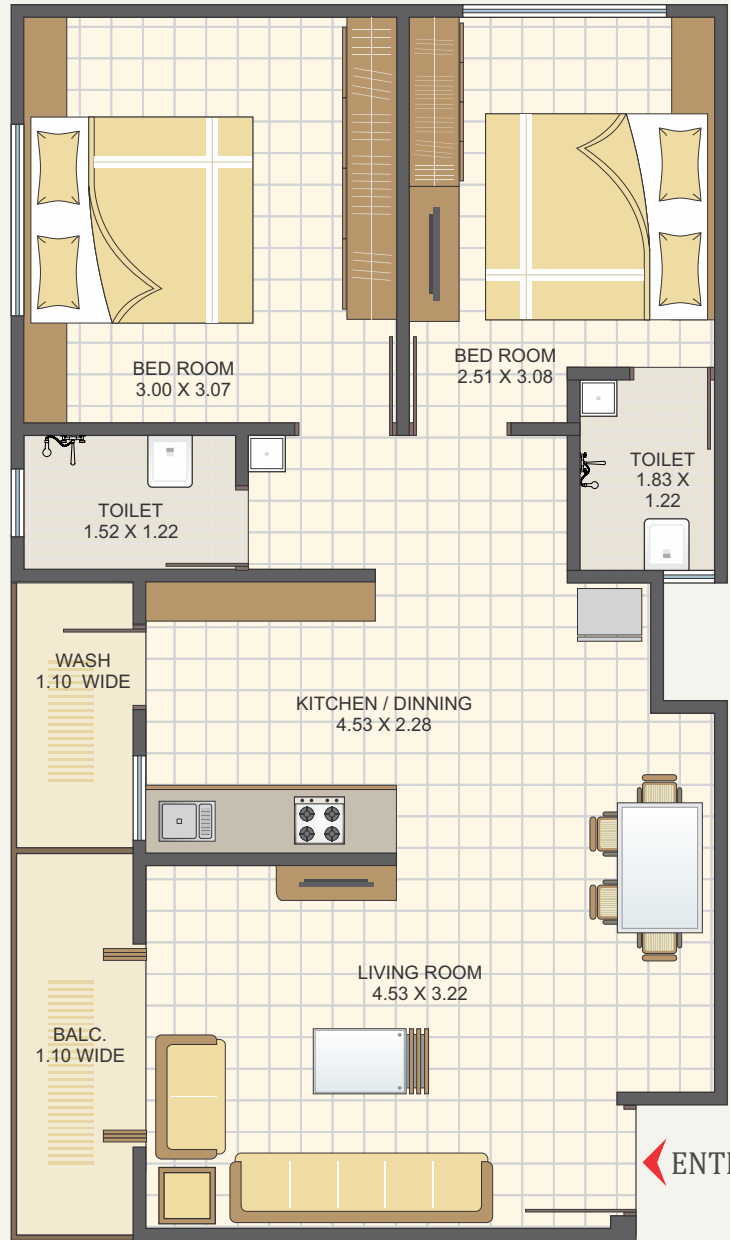 BED ROOM
3.00 X 3.07
BED ROOM
2.51 X 3.08
TOILET
1.52 X 1.22
TOILET
1.83 X
1.22
WASH
1.10 WIDE
KITCHEN / DINNING
4.53 X 2.28
LIVING ROOM
4.53 X 3.22
BALC.
1.10 WIDE